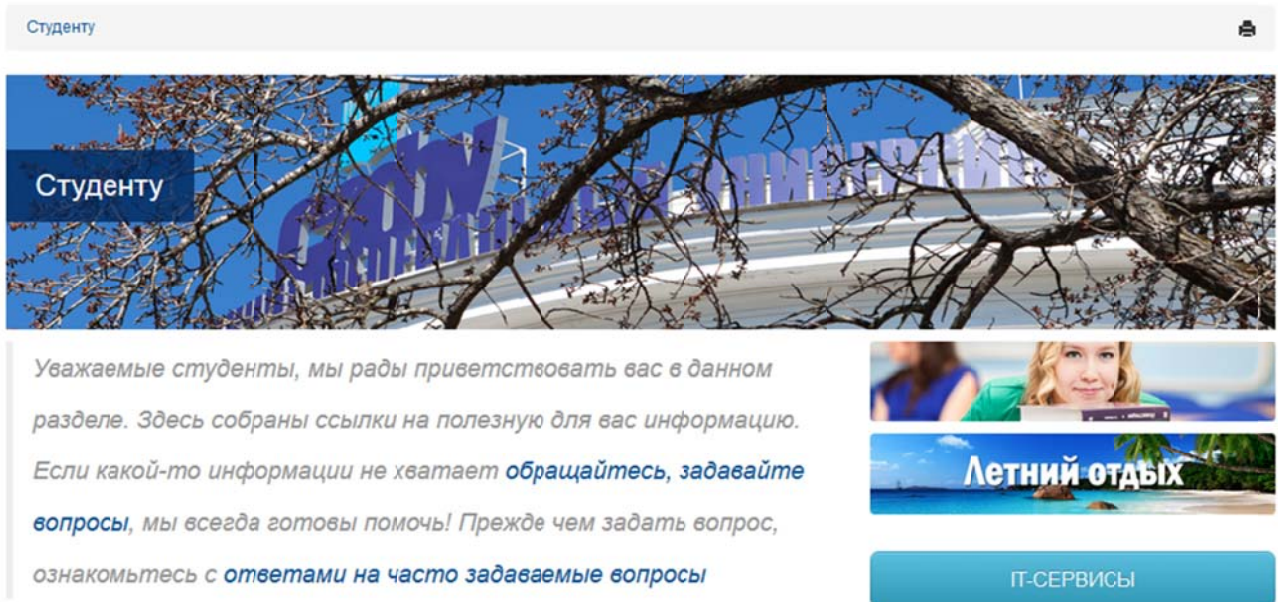 Студенту
Студенту
Уважаемые студенты, мы рады приветствовать вас в данном
разделе. Здесь собраны ссылки на полезную для вас информацию.
Если какой-то информации не хватает обращайтесь, задавайте
вопросы, мы всегда готовы помочь! Прежде чем задать вопрос,
ознакомьтесь с ответами на часто задаваемые вопросы
Летний отдых
IT-СЕРВИСЫ